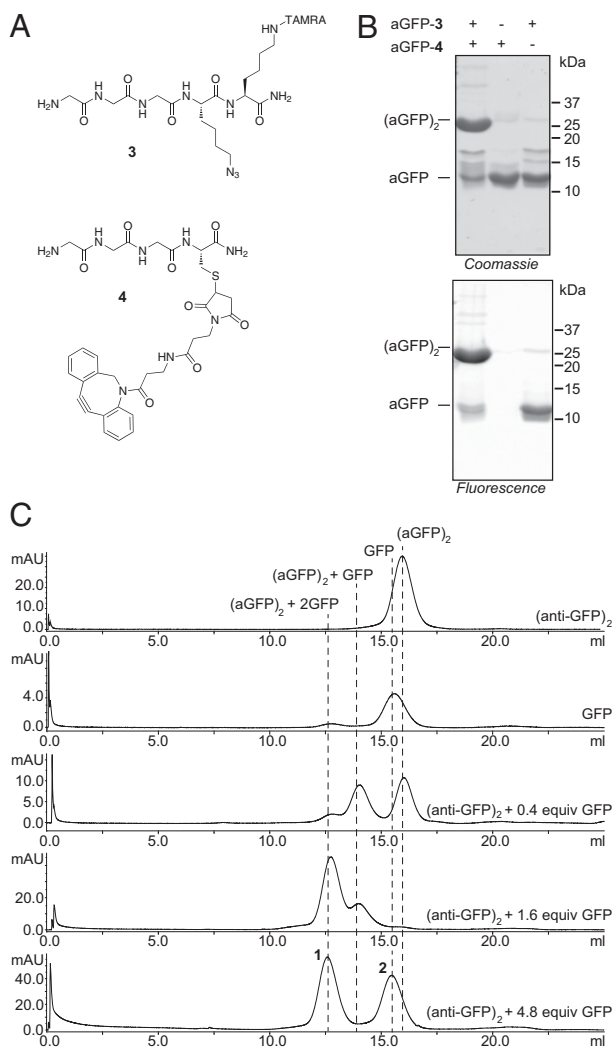 A
HN-TAMRA
H2N
O
H
N
O
N
H
O
H
N
O
N
H
O
NH2
N3
3
H2N
O
H
N
O
N
H
O
H
N
O
NH2
S
4
O
N
O
HN
O
N
O
B
aGFP-3 + - +
aGFP-4 + + -
kDa
(aGFP)2
37
25
20
15
aGFP
10
Coomassie
kDa
(aGFP)2
37
25
20
15
aGFP
10
Fluorescence
C
mAU
(aGFP)2
GFP
(aGFP)2 + GFP
(aGFP)2 + 2GFP
20.0
0.0
(anti-GFP)2
0.0 5.0 10.0 15.0 20.0 ml
mAU
4.0
0.0
GFP
0.0 5.0 10.0 15.0 20.0 ml
mAU
10.0
5.0
0.0
(anti-GFP)2 + 0.4 equiv GFP
0.0 5.0 10.0 15.0 20.0 ml
mAU
20.0
0.0
(anti-GFP)2 + 1.6 equiv GFP
0.0 5.0 10.0 15.0 20.0 ml
mAU
1
2
40.0
20.0
0.0
(anti-GFP)2 + 4.8 equiv GFP
0.0 5.0 10.0 15.0 20.0 ml